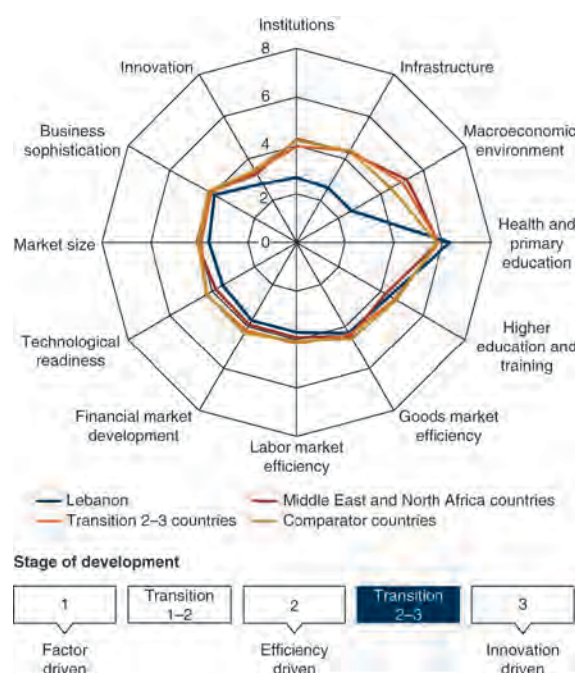 Institutions
8
Innovation
Infrastructure
6
Business
sophistication
4
Macroeconomic
environment
2
Market size
0
Health and
primary
education
Technological
readiness
Higher
education and
training
Financial market
development
Goods market
efficiency
Labor market
efficiency
Lebanon
Middle East and North Africa countries
Transition 2–3 countries
Comparator countries
Stage of development
1
Transition
1–2
2
Transition
2–3
3
Factor
driven
Efficiency
driven
Innovation
driven